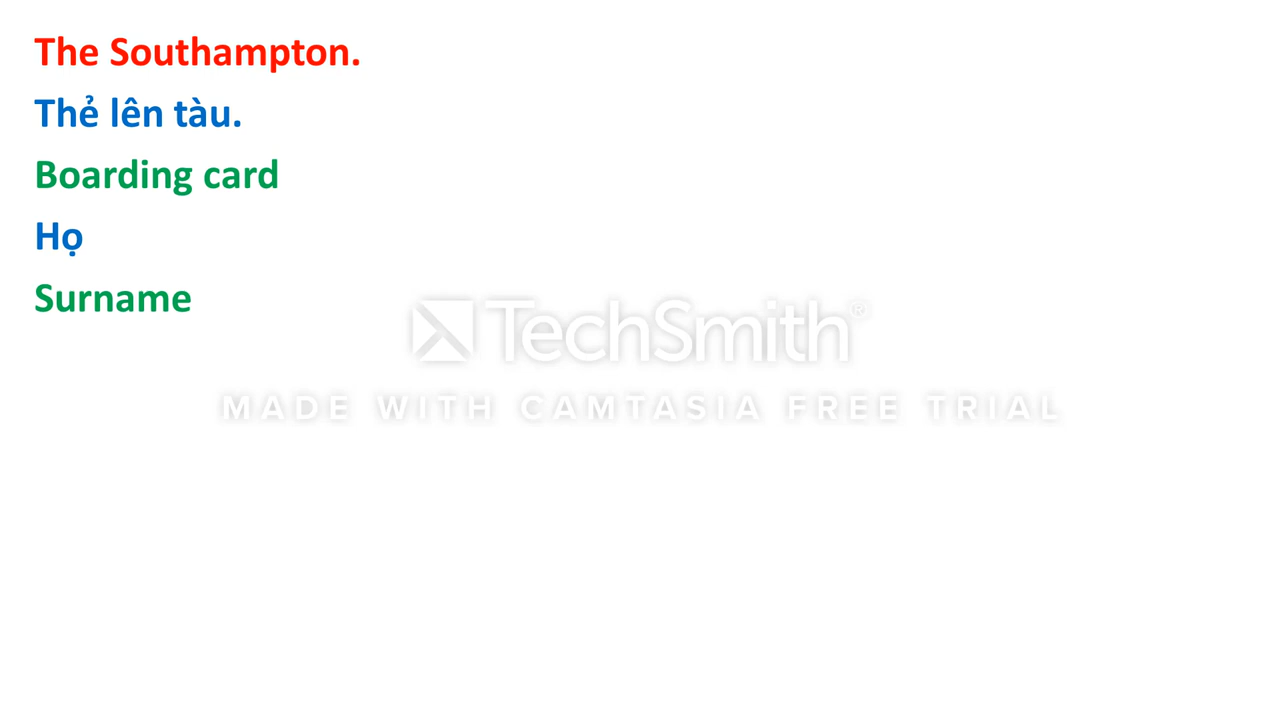 The Southampton.
Thẻ lên tàu.
Boarding card
Họ
Surname
TechSmith®
MADE WITH CAMTASIA FREE TRIAL